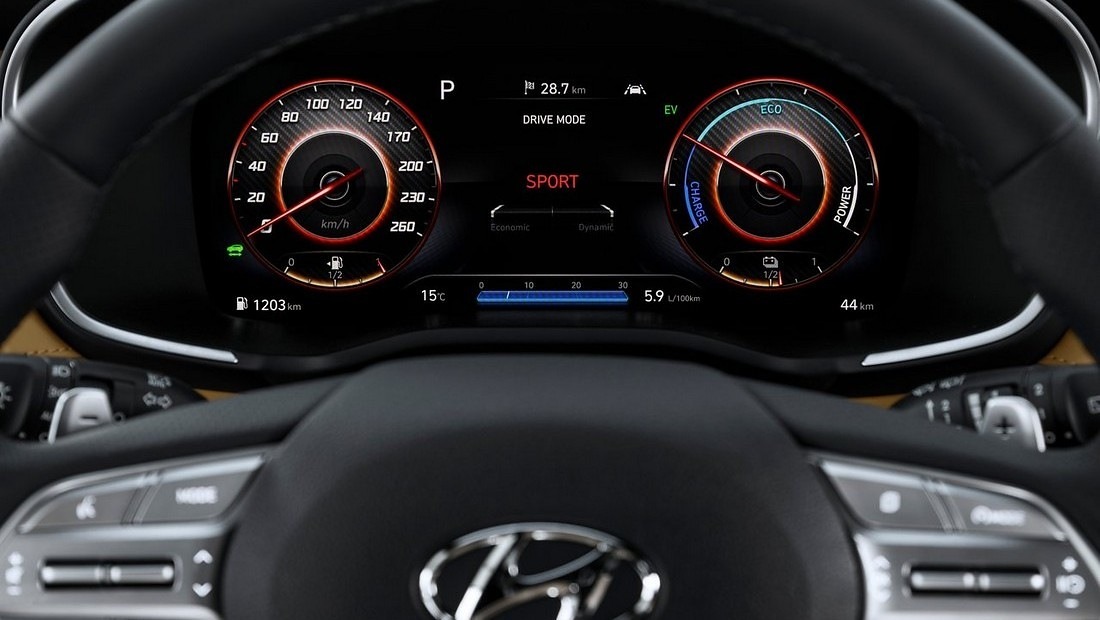 P
28.7 km
DRIVE MODE
SPORT
Economic
Dynamic
0
20
40
60
80
100
120
140
170
200
230
260
km/h
0
1/2
1203 km
15°C
0 10 20 30
5.9 L/100km
EV
ECO
CHARGE
POWER
0
1/2
1
44 km
-
+
MODE